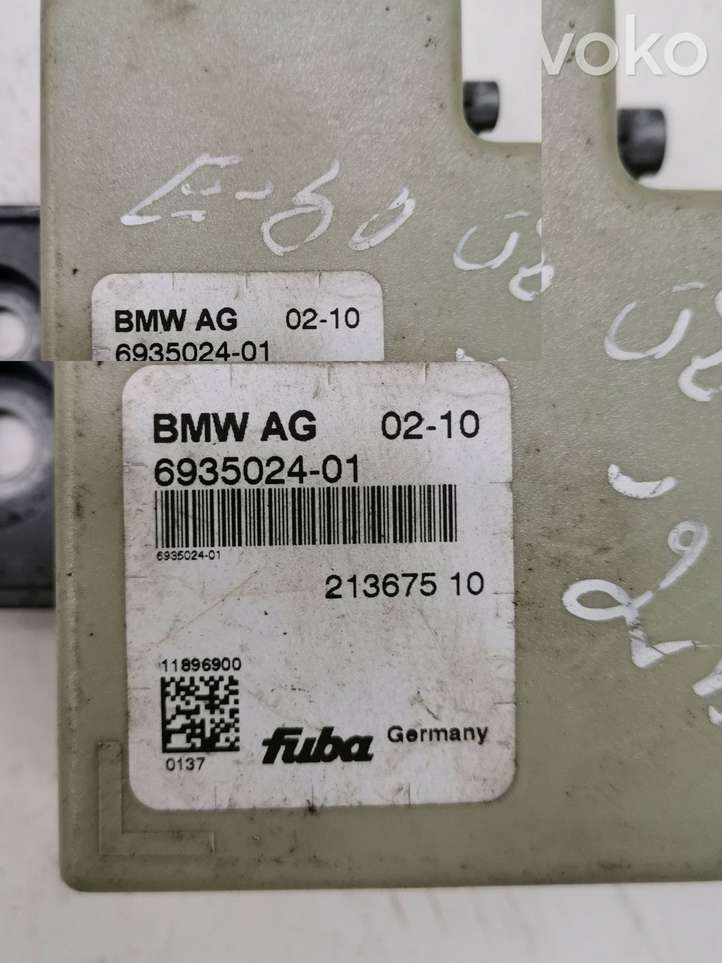 voko
E-60
BMW AG 02-10
6935024-01
BMW AG 02-10
6935024-01
6935024-01
213675 10
11896900
0137
fuba Germany